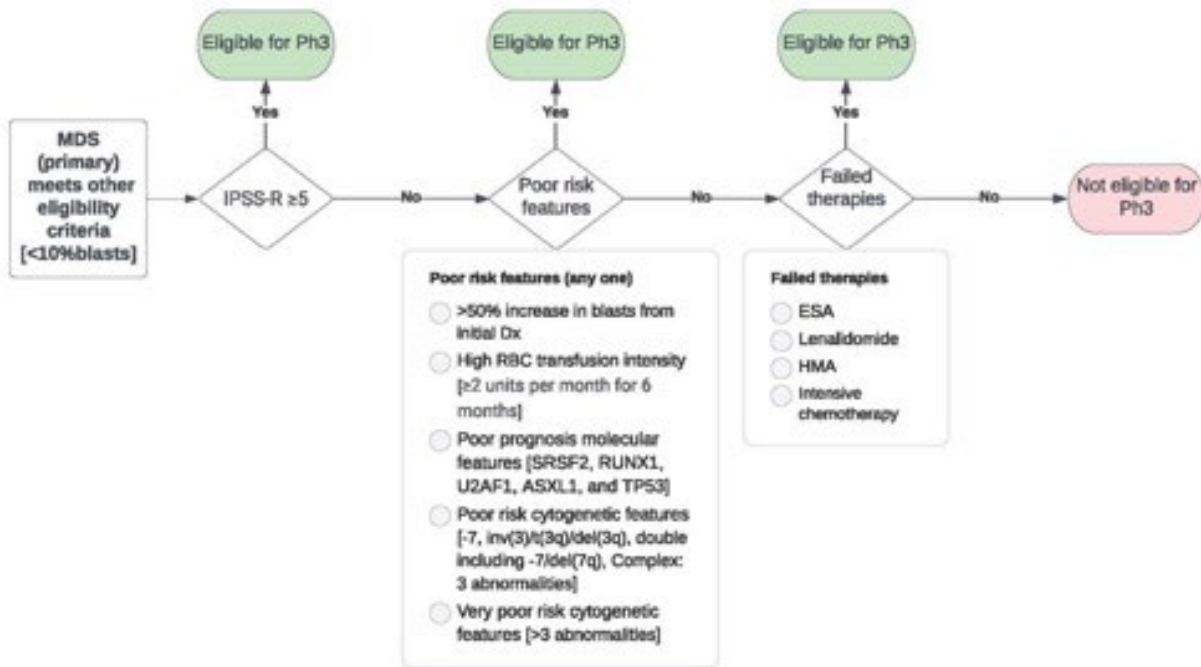 Eligible for Ph3
Eligible for Ph3
Eligible for Ph3
Yes
Yes
Yes
MDS
(primary)
meets other
eligibility
criteria
[<10%blasts]
IPSS-R ≥5
No
Poor risk
features
No
Failed
therapies
No
Not eligible for
Ph3
Poor risk features (any one)
>50% increase in blasts from
initial Dx
High RBC transfusion intensity
[≥2 units per month for 6
months]
Poor prognosis molecular
features [SRSF2, RUNX1,
U2AF1, ASXL1, and TP53]
Poor risk cytogenetic features
[-7, inv(3)/t(3q)/del(3q), double
including -7/del(7q), Complex:
3 abnormalities]
Very poor risk cytogenetic
features [>3 abnormalities]
Failed therapies
ESA
Lenalidomide
HMA
Intensive
chemotherapy